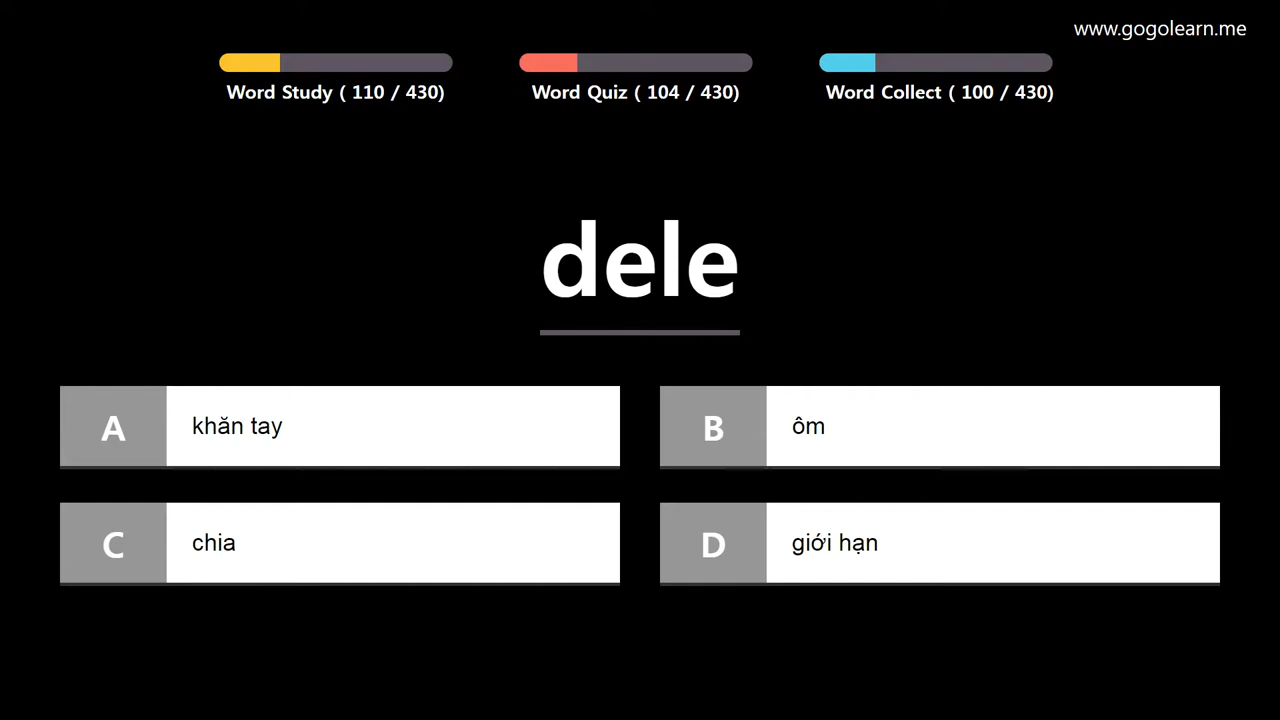 www.gogolearn.me
Word Study ( 110 / 430)
Word Quiz ( 104 / 430)
Word Collect ( 100 / 430)
dele
A khăn tay
B ôm
C chia
D giới hạn